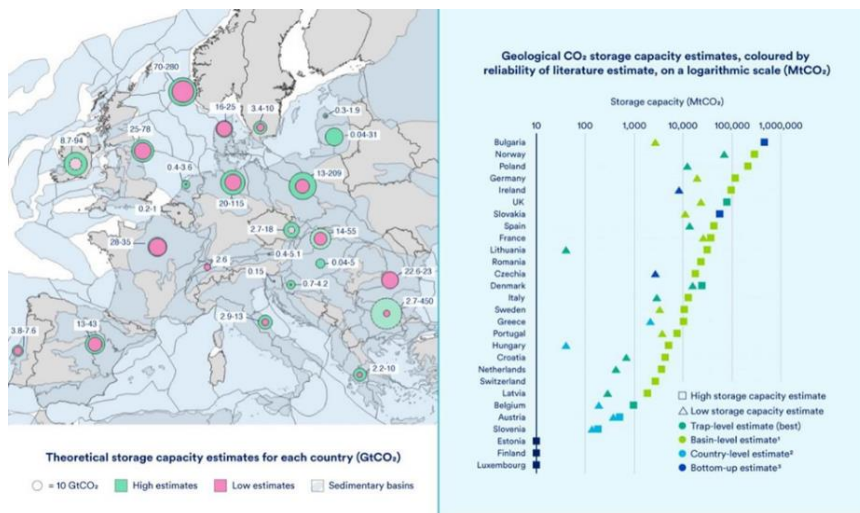 70-280
16-25
3.4-10
0.3-1.9
0.04-31
8.7-94
25-78
0.4-3.6
13-209
20-115
0.2-1
2.7-18
14-55
28-35
2.6
0.4-5.1
0.04-5
0.15
0.7-4.2
22.6-23
2.7-450
2.9-13
3.8-7.6
13-43
2.2-10
Theoretical storage capacity estimates for each country (GtCO₂)
= 10 GtCO₂
High estimates
Low estimates
Sedimentary basins
Geological CO₂ storage capacity estimates, coloured by
reliability of literature estimate, on a logarithmic scale (MtCO₂)
Storage capacity (MtCO₂)
10 100 1,000 10,000 100,000 1,000,000
Bulgaria
Norway
Poland
Germany
Ireland
UK
Slovakia
Spain
France
Lithuania
Romania
Czechia
Denmark
Italy
Sweden
Greece
Portugal
Hungary
Croatia
Netherlands
Switzerland
Latvia
Belgium
Austria
Slovenia
Estonia
Finland
Luxembourg
High storage capacity estimate
Low storage capacity estimate
Trap-level estimate (best)
Basin-level estimate¹
Country-level estimate²
Bottom-up estimate³